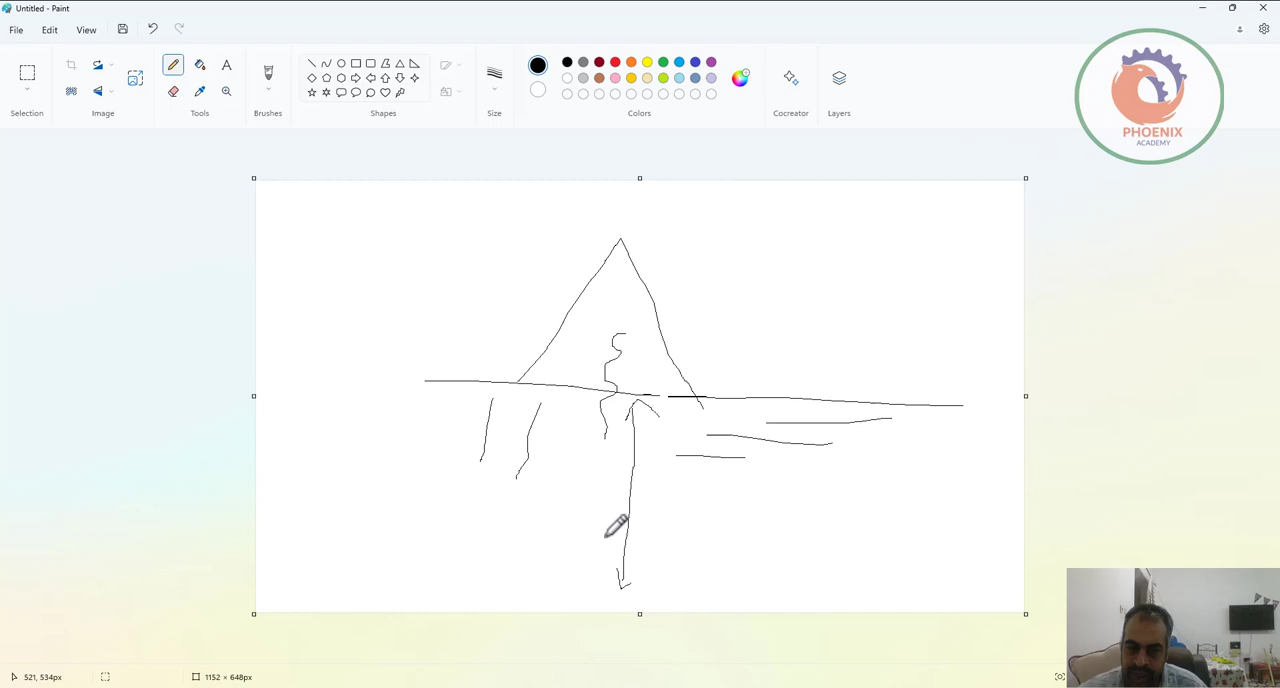 Untitled - Paint
File
Edit
View
Selection
Image
Tools
Brushes
Shapes
Size
Colors
Cocreator
Layers
PHOENIX
ACADEMY
521, 534px
1152 × 648px